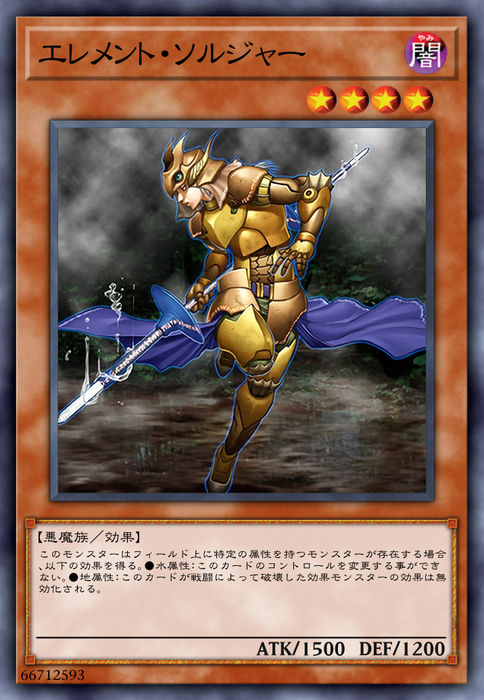 エレメント・ソルジャー
やみ
闇
【悪魔族／効果】
このモンスターはフィールド上に特定の属性を持つモンスターが存在する場合
、以下の効果を得る。●水属性：このカードのコントロールを変更する事ができ
ない。●地属性：このカードが戦闘によって破壊した効果モンスターの効果は無
効化される。
ATK/1500 DEF/1200
66712593